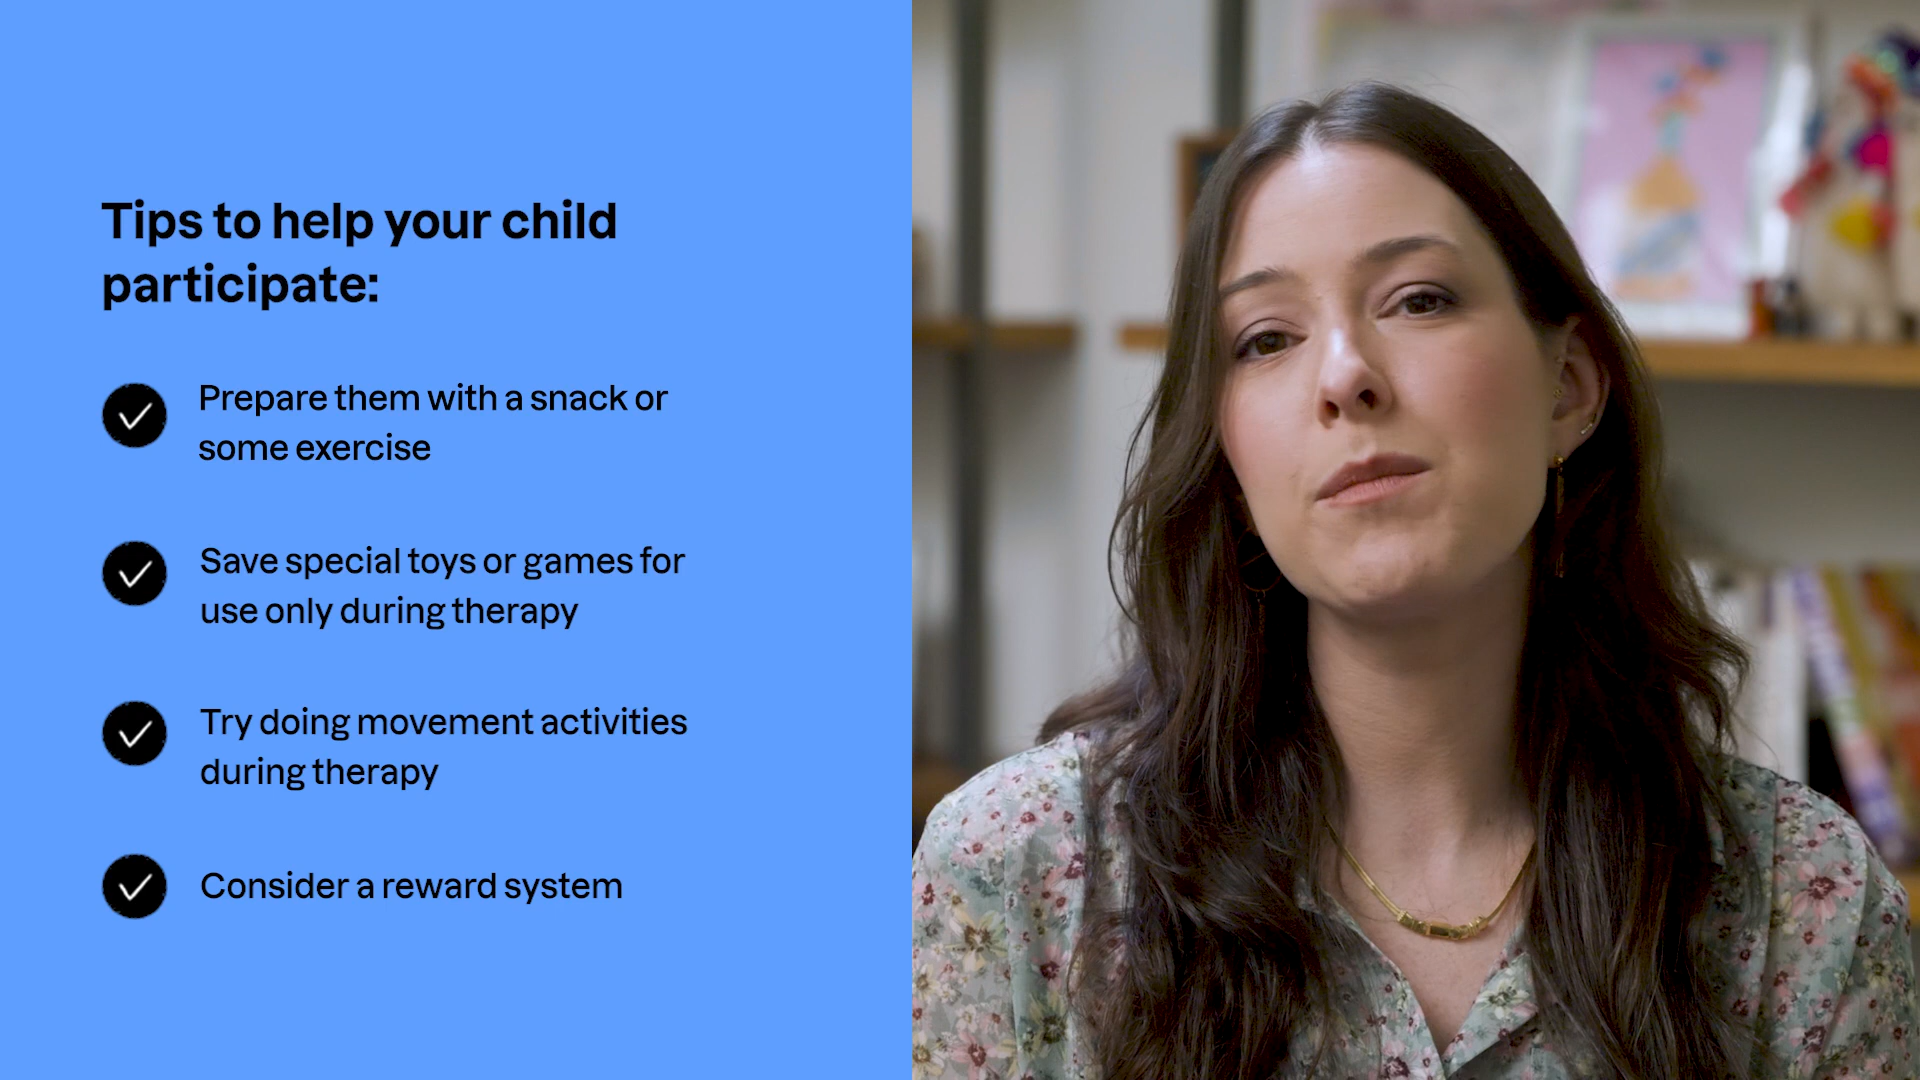 Tips to help your child
participate:
Prepare them with a snack or
some exercise
Save special toys or games for
use only during therapy
Try doing movement activities
during therapy
Consider a reward system